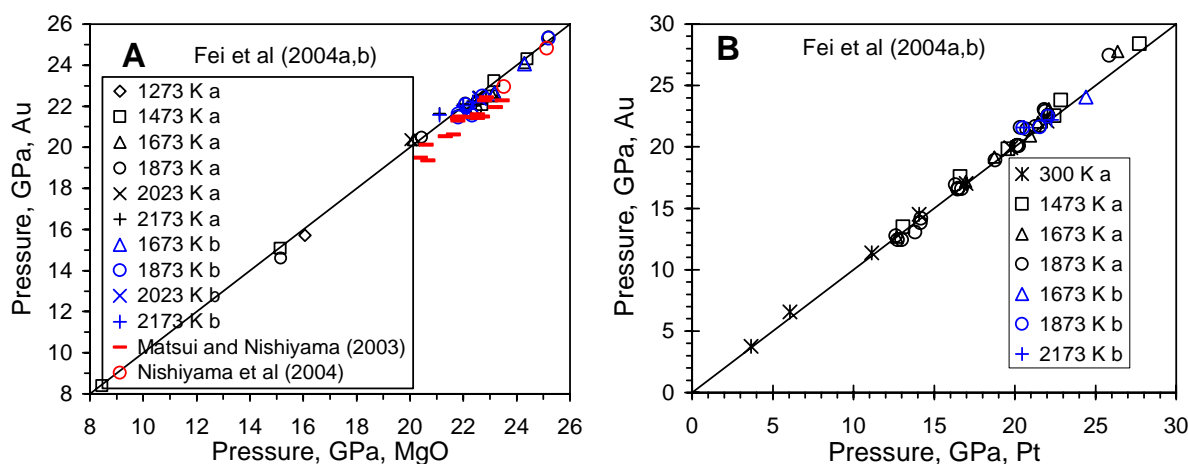 A
Fei et al (2004a,b)
Pressure, GPa, Au
26
24
22
20
18
16
14
12
10
8
1273 K a
1473 K a
1673 K a
1873 K a
2023 K a
2173 K a
1673 K b
1873 K b
2023 K b
2173 K b
Matsui and Nishiyama (2003)
Nishiyama et al (2004)
8 10 12 14 16 18 20 22 24 26
Pressure, GPa, MgO
B
Fei et al (2004a,b)
Pressure, GPa, Au
30
25
20
15
10
5
0
300 K a
1473 K a
1673 K a
1873 K a
1673 K b
1873 K b
2173 K b
0 5 10 15 20 25 30
Pressure, GPa, Pt